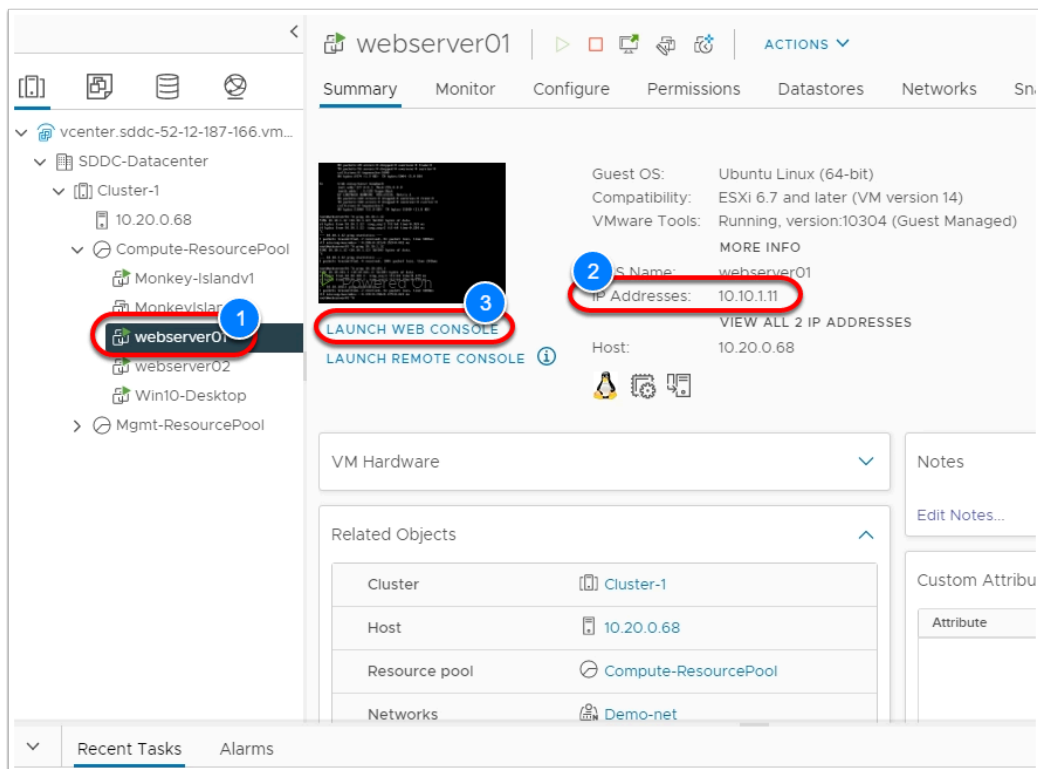 webserver01
ACTIONS
Summary Monitor Configure Permissions Datastores Networks Sn
vcenter.sddc-52-12-187-166.vm...
SDDC-Datacenter
Cluster-1
10.20.0.68
Compute-ResourcePool
Monkey-Islandv1
1
webserver01
webserver02
Win10-Desktop
Mgmt-ResourcePool
Powered On
3
LAUNCH WEB CONSOLE
LAUNCH REMOTE CONSOLE
Guest OS: Ubuntu Linux (64-bit)
Compatibility: ESXi 6.7 and later (VM version 14)
VMware Tools: Running, version:10304 (Guest Managed)
MORE INFO
2
Name: webserver01
IP Addresses: 10.10.1.11
VIEW ALL 2 IP ADDRESSES
Host: 10.20.0.68
VM Hardware
Related Objects
Cluster Cluster-1
Host 10.20.0.68
Resource pool Compute-ResourcePool
Networks Demo-net
Notes
Edit Notes...
Custom Attribu
Attribute
Recent Tasks Alarms